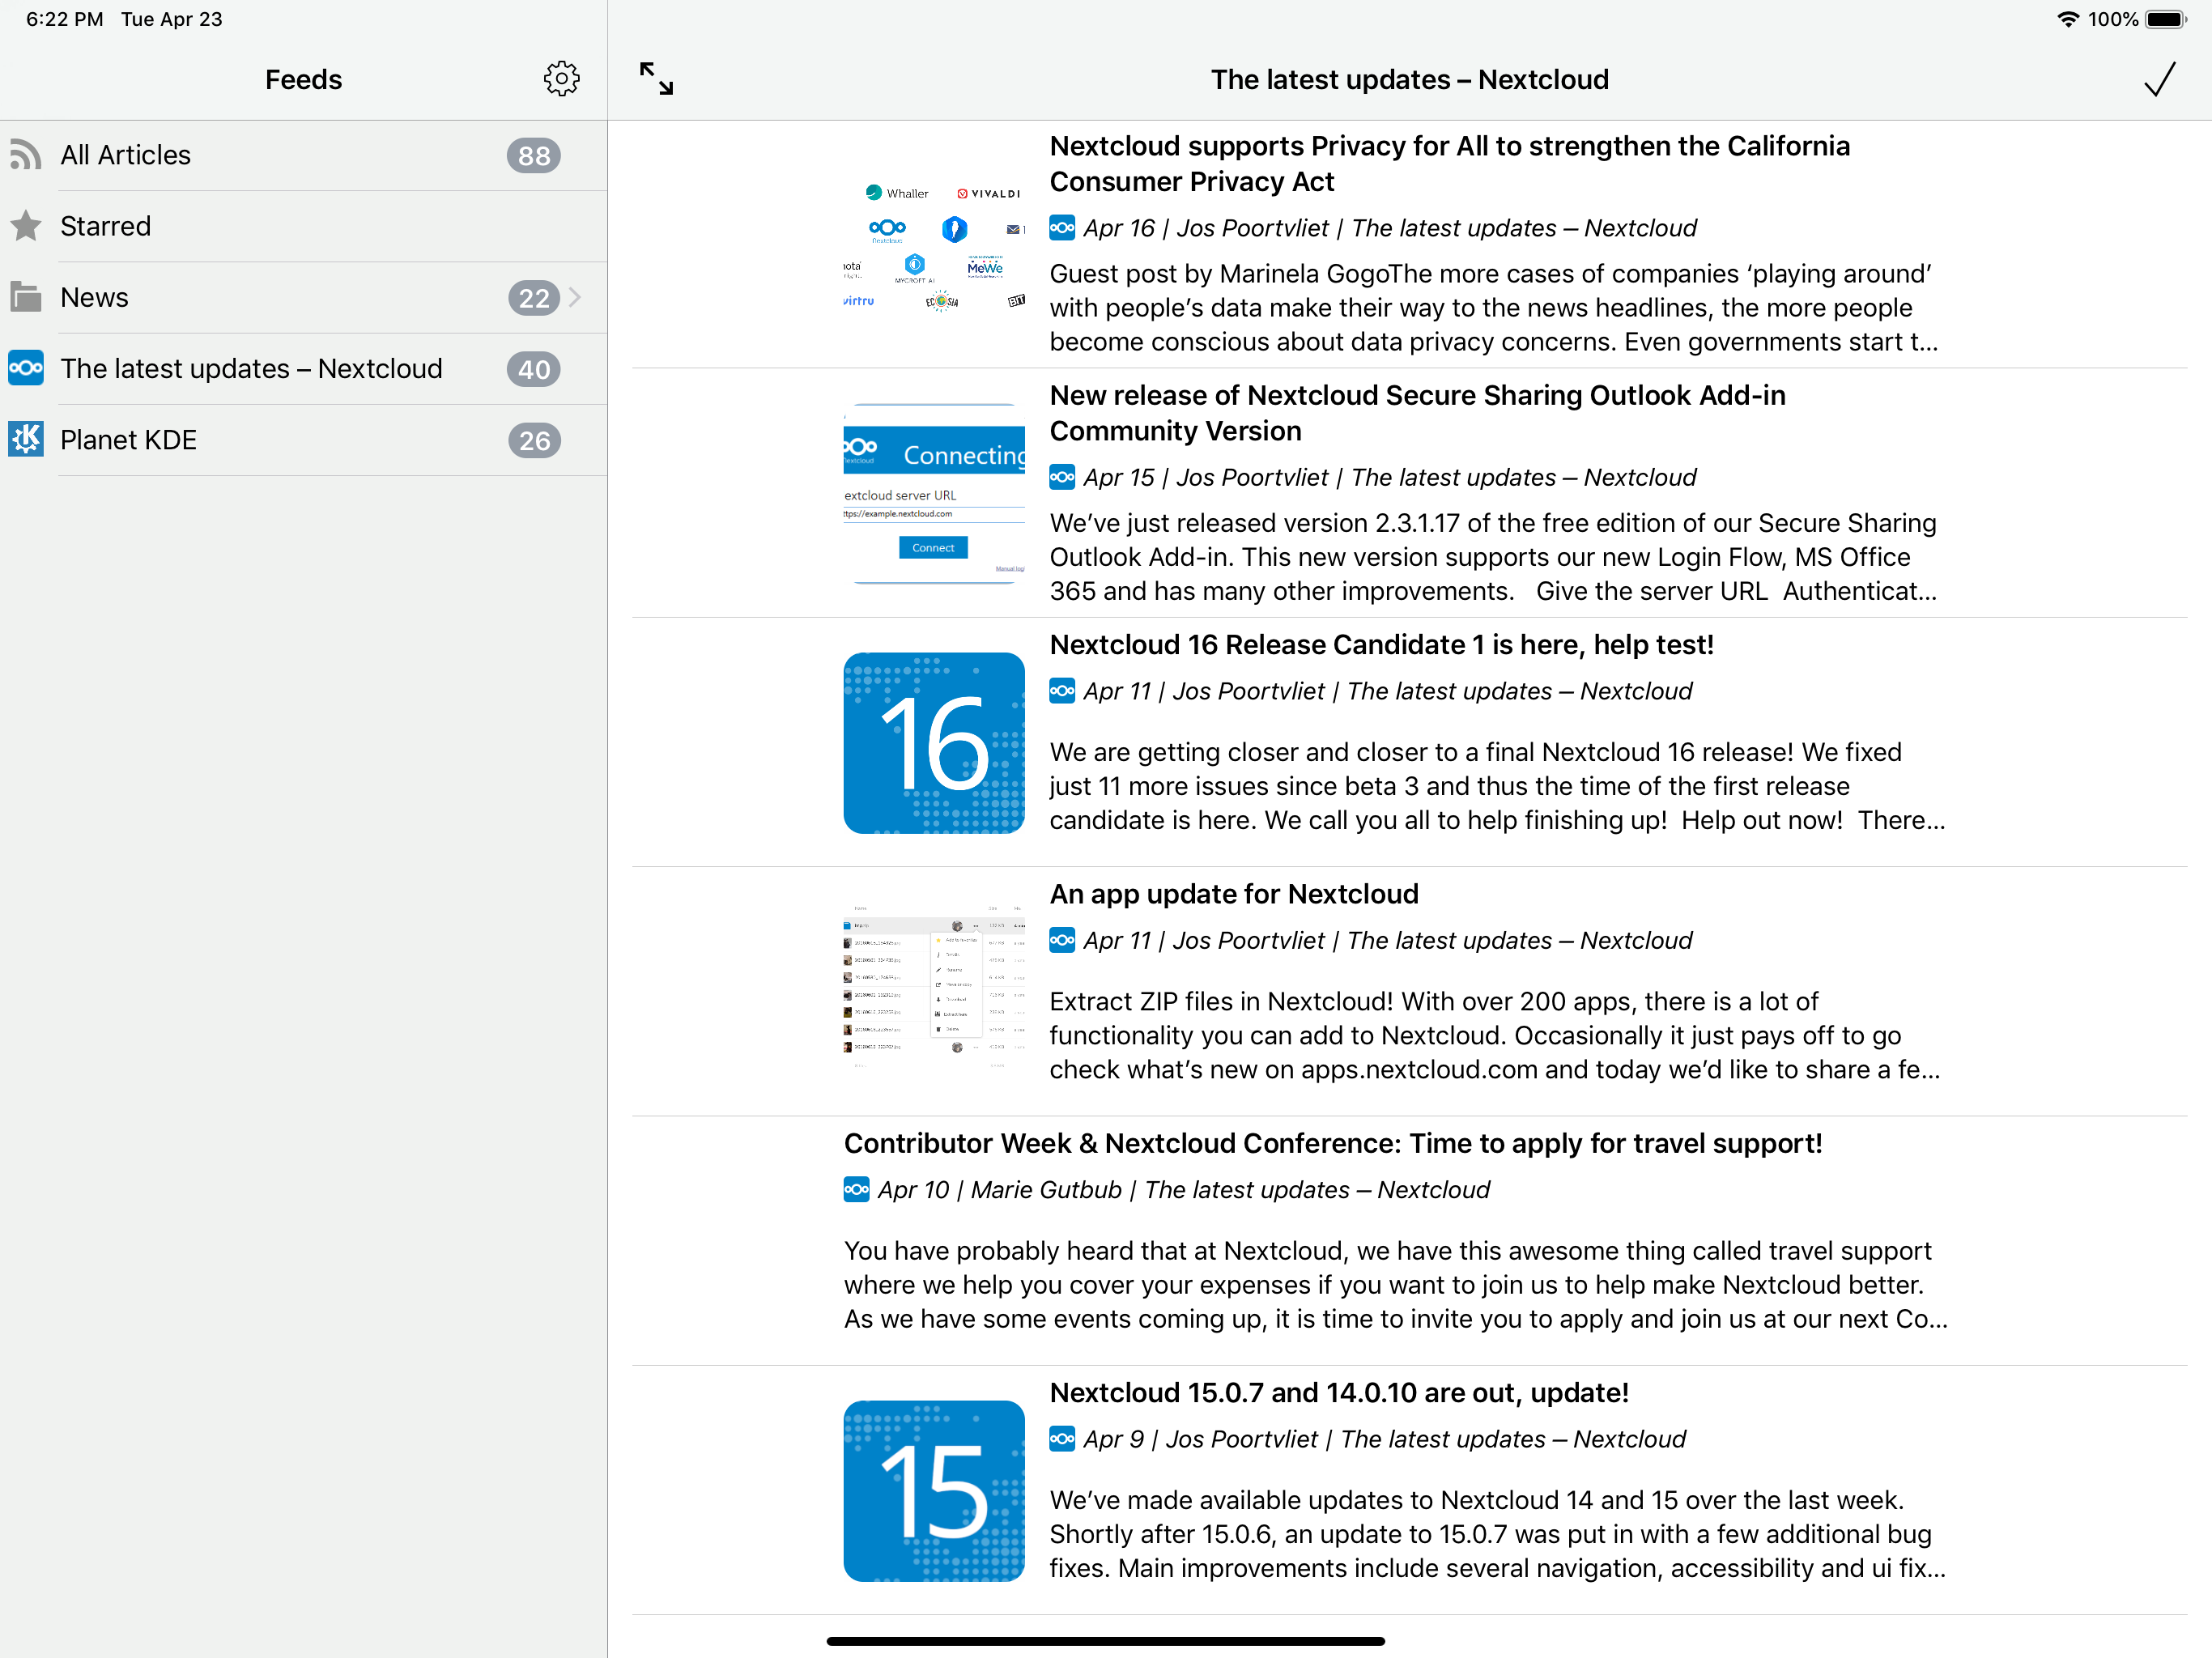 6:22 PM Tue Apr 23
100%
Feeds
The latest updates – Nextcloud
All Articles 88
Starred
News 22
The latest updates – Nextcloud 40
Planet KDE 26
Whaller VIVALDI
nextcloud
MYCROFT AI
MeWe
virtru
ECOSIA
BIT
Nextcloud supports Privacy for All to strengthen the California
Consumer Privacy Act
Apr 16 | Jos Poortvliet | The latest updates – Nextcloud
Guest post by Marinela GogoThe more cases of companies ‘playing around’
with people’s data make their way to the news headlines, the more people
become conscious about data privacy concerns. Even governments start t...
Connecting
extcloud server URL
ttps://example.nextcloud.com
Connect
Manual logi
New release of Nextcloud Secure Sharing Outlook Add-in
Community Version
Apr 15 | Jos Poortvliet | The latest updates – Nextcloud
We’ve just released version 2.3.1.17 of the free edition of our Secure Sharing
Outlook Add-in. This new version supports our new Login Flow, MS Office
365 and has many other improvements. Give the server URL Authenticat...
16
Nextcloud 16 Release Candidate 1 is here, help test!
Apr 11 | Jos Poortvliet | The latest updates – Nextcloud
We are getting closer and closer to a final Nextcloud 16 release! We fixed
just 11 more issues since beta 3 and thus the time of the first release
candidate is here. We call you all to help finishing up! Help out now! There...
An app update for Nextcloud
Apr 11 | Jos Poortvliet | The latest updates – Nextcloud
Extract ZIP files in Nextcloud! With over 200 apps, there is a lot of
functionality you can add to Nextcloud. Occasionally it just pays off to go
check what’s new on apps.nextcloud.com and today we’d like to share a fe...
Contributor Week & Nextcloud Conference: Time to apply for travel support!
Apr 10 | Marie Gutbub | The latest updates – Nextcloud
You have probably heard that at Nextcloud, we have this awesome thing called travel support
where we help you cover your expenses if you want to join us to help make Nextcloud better.
As we have some events coming up, it is time to invite you to apply and join us at our next Co...
15
Nextcloud 15.0.7 and 14.0.10 are out, update!
Apr 9 | Jos Poortvliet | The latest updates – Nextcloud
We’ve made available updates to Nextcloud 14 and 15 over the last week.
Shortly after 15.0.6, an update to 15.0.7 was put in with a few additional bug
fixes. Main improvements include several navigation, accessibility and ui fix...